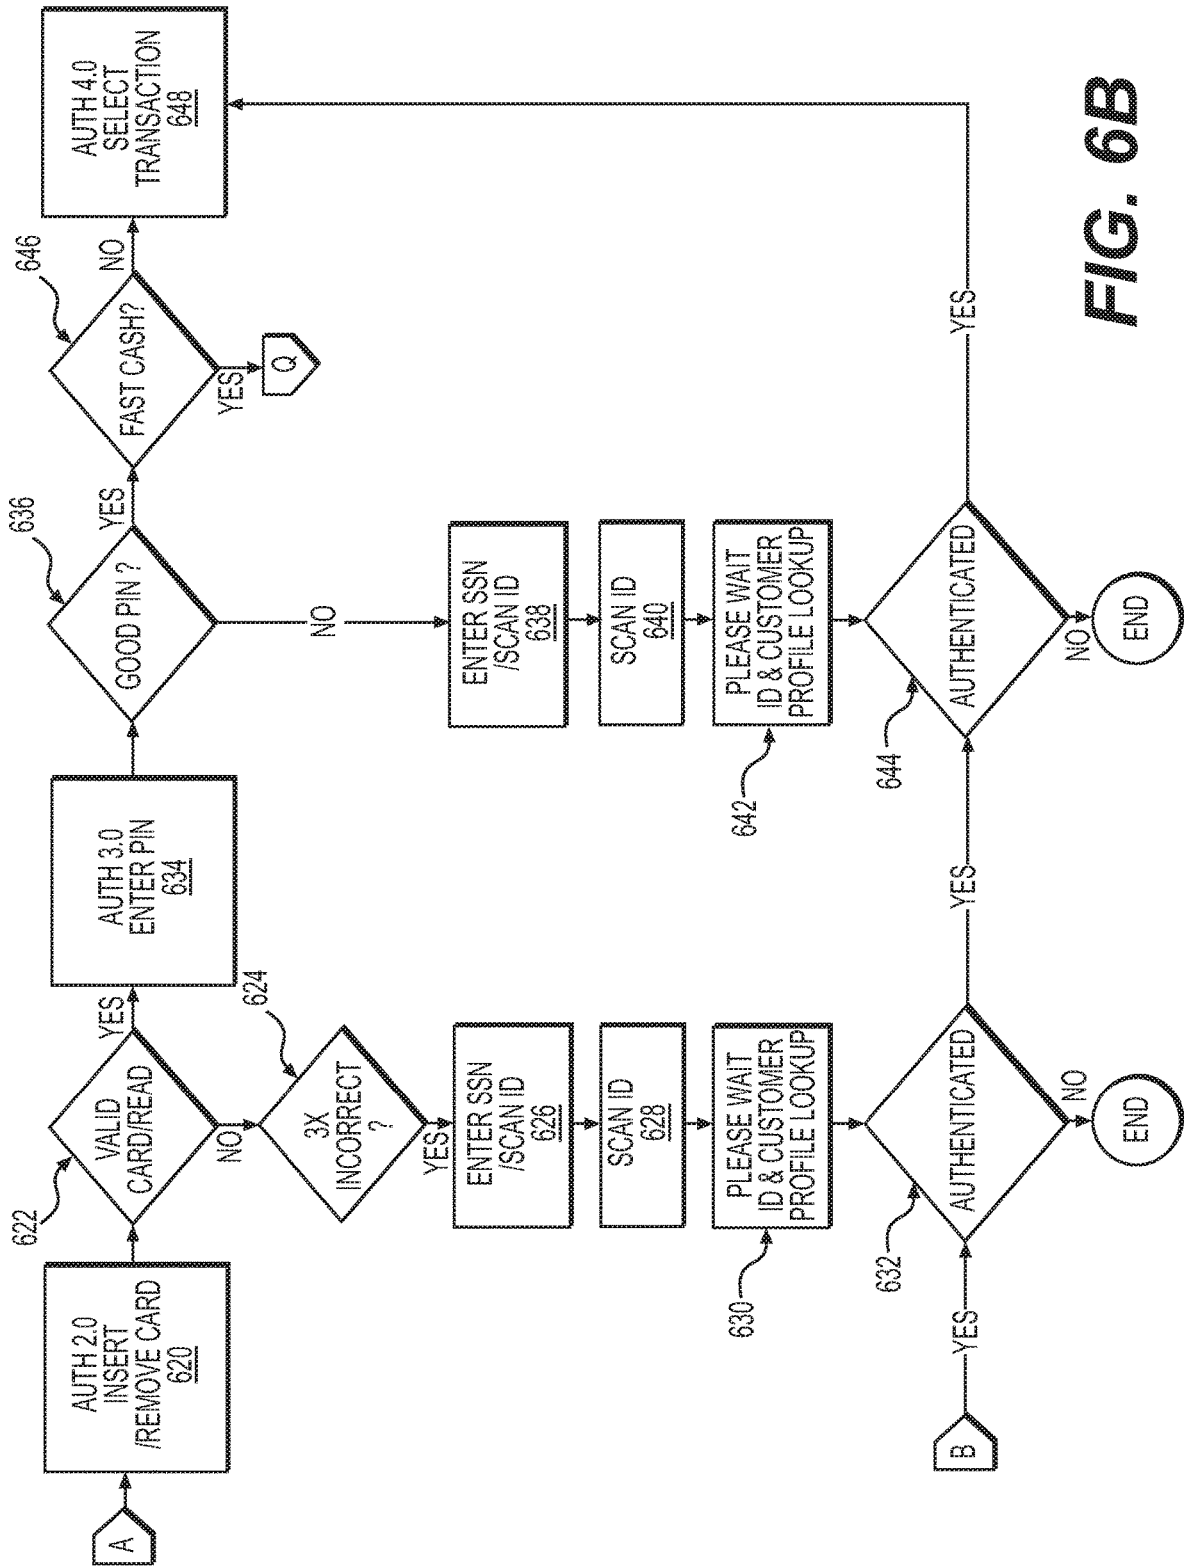 A
AUTH 2.0
INSERT
/REMOVE CARD
620
622
VALID
CARD/READ
YES
NO
AUTH 3.0
ENTER PIN
634
636
GOOD PIN ?
YES
NO
646
FAST CASH?
NO
YES
Q
AUTH 4.0
SELECT
TRANSACTION
648
624
3X
INCORRECT
?
YES
ENTER SSN
/SCAN ID
626
SCAN ID
628
PLEASE WAIT
ID & CUSTOMER
PROFILE LOOKUP
630
ENTER SSN
/SCAN ID
638
SCAN ID
640
PLEASE WAIT
ID & CUSTOMER
PROFILE LOOKUP
642
B
YES
632
AUTHENTICATED
NO
END
YES
644
AUTHENTICATED
NO
END
YES
FIG. 6B